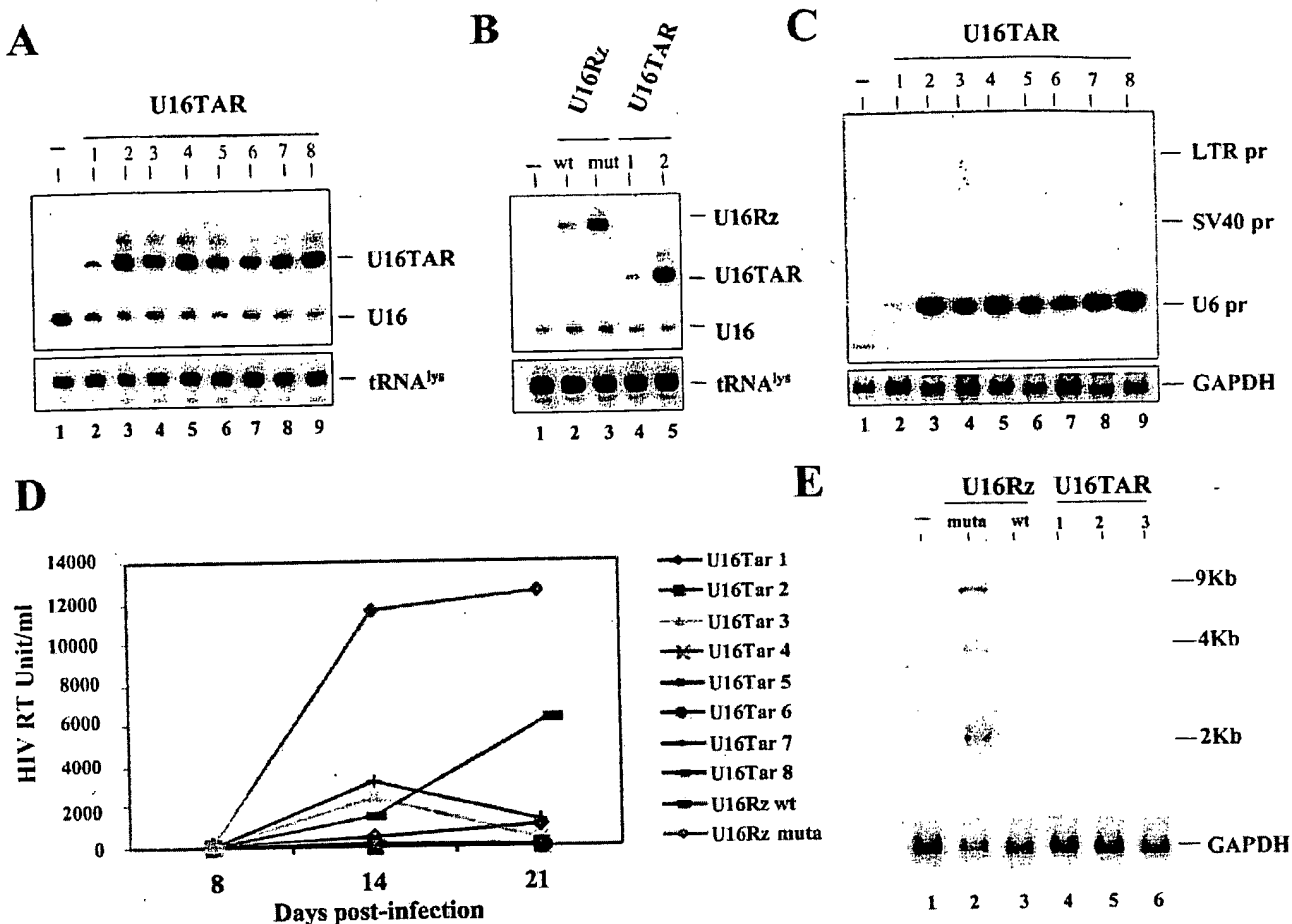 A
U16TAR
– 1 2 3 4 5 6 7 8
U16TAR
U16
tRNAlys
1 2 3 4 5 6 7 8 9
B
U16Rz U16TAR
– wt mut 1 2
U16Rz
U16TAR
U16
tRNAlys
1 2 3 4 5
C
U16TAR
– 1 2 3 4 5 6 7 8
LTR pr
SV40 pr
U6 pr
GAPDH
1 2 3 4 5 6 7 8 9
D
HIV RT Unit/ml
14000
12000
10000
8000
6000
4000
2000
0
8 14 21
Days post-infection
U16Tar 1
U16Tar 2
U16Tar 3
U16Tar 4
U16Tar 5
U16Tar 6
U16Tar 7
U16Tar 8
U16Rz wt
U16Rz muta
E
U16Rz U16TAR
– muta wt 1 2 3
9Kb
4Kb
2Kb
GAPDH
1 2 3 4 5 6